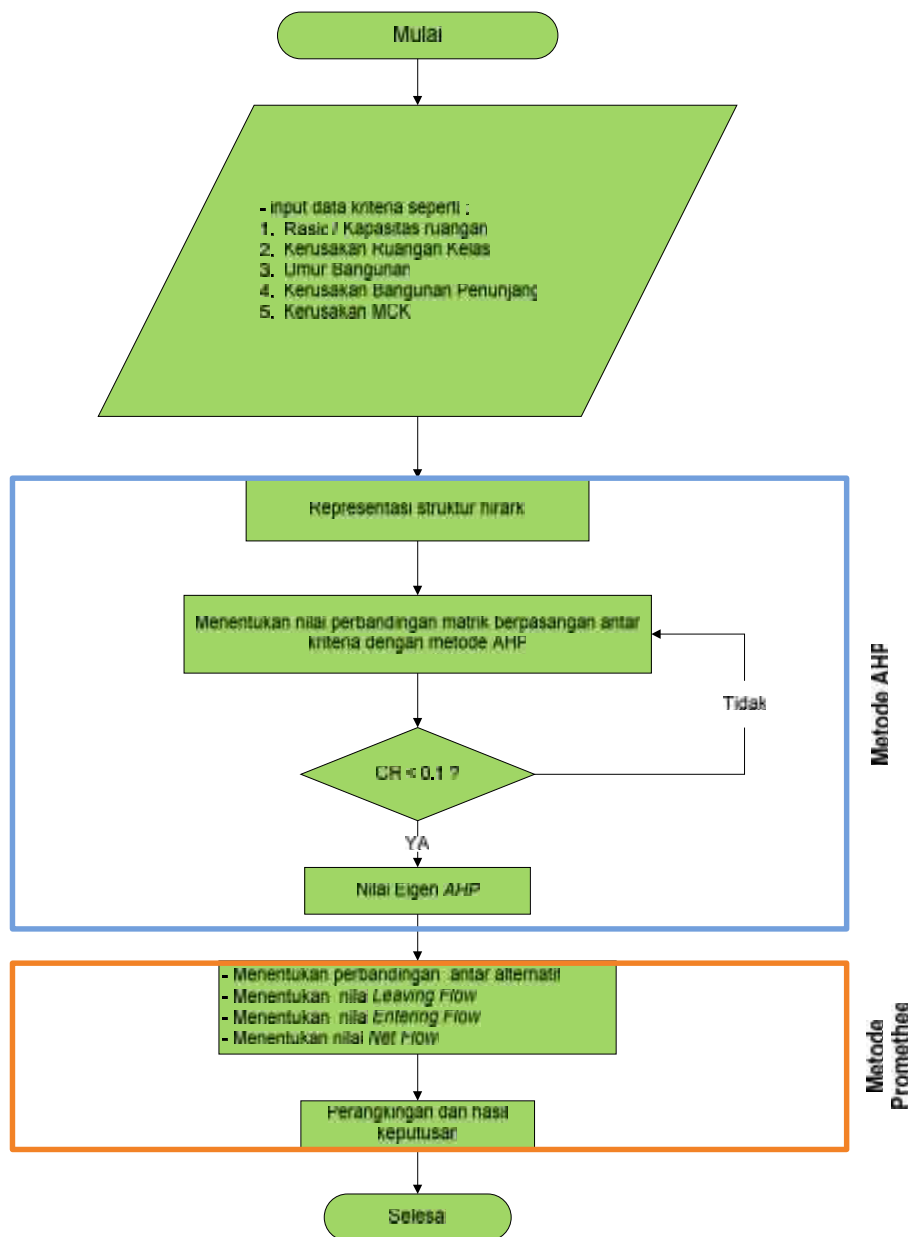 Mulai
- input data kriteria seperti :
1. Rasio / Kapasitas ruangan
2. Kerusakan Ruangan Kelas
3. Umur Bangunan
4. Kerusakan Bangunan Penunjang
5. Kerusakan MCK
Representasi struktur hirark
Menentukan nilai perbandingan matrik berpasangan antar
kriteria dengan metode AHP
Tidak
CR < 0.1 ?
YA
Nilai Eigen AHP
Metode AHP
- Menentukan perbandingan antar alternatif
- Menentukan nilai Leaving Flow
- Menentukan nilai Entering Flow
- Menentukan nilai Net Flow
Perangkingan dan hasil
keputusan
Metode
Promethee
Selesa